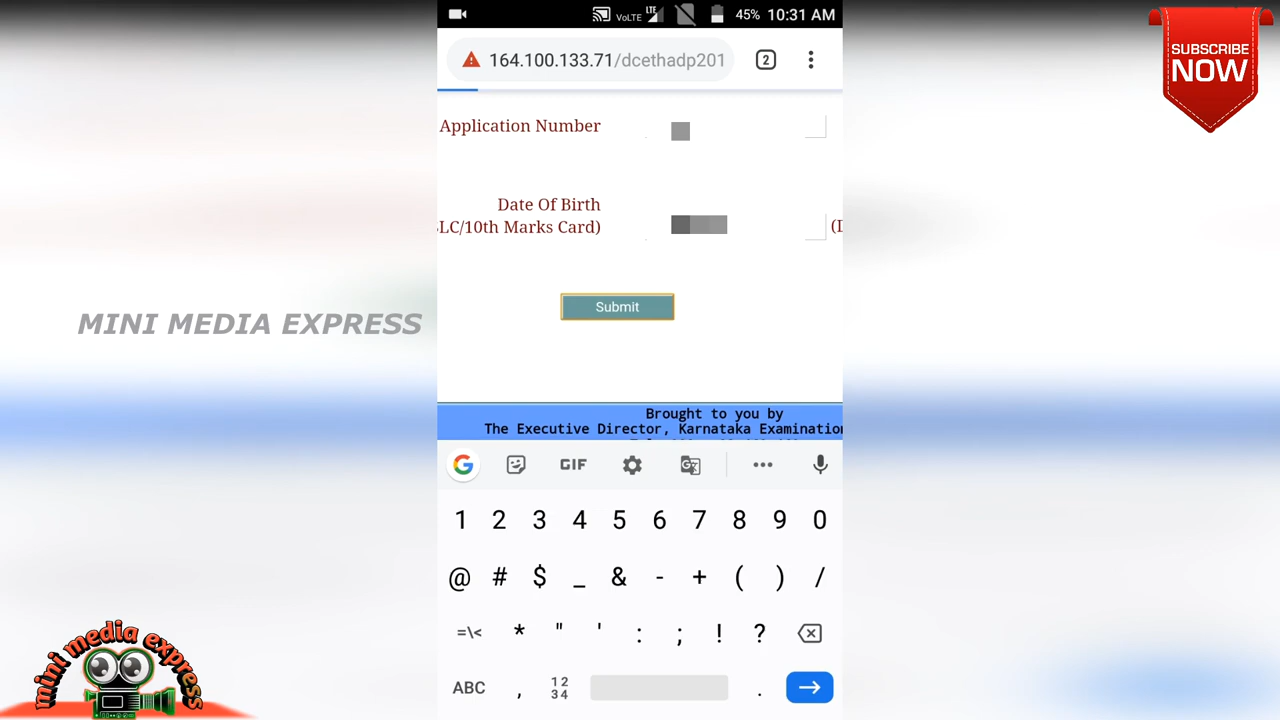 VoLTE LTE 45% 10:31 AM
164.100.133.71/dcethadp201
2
SUBSCRIBE
NOW
Application Number
Date Of Birth
LC/10th Marks Card)
Submit
MINI MEDIA EXPRESS
Brought to you by
The Executive Director, Karnataka Examination
G GIF
1 2 3 4 5 6 7 8 9 0
@ # $ _ & - + ( ) /
=\< * " ' : ; ! ?
ABC , 12 34 .
mini media express